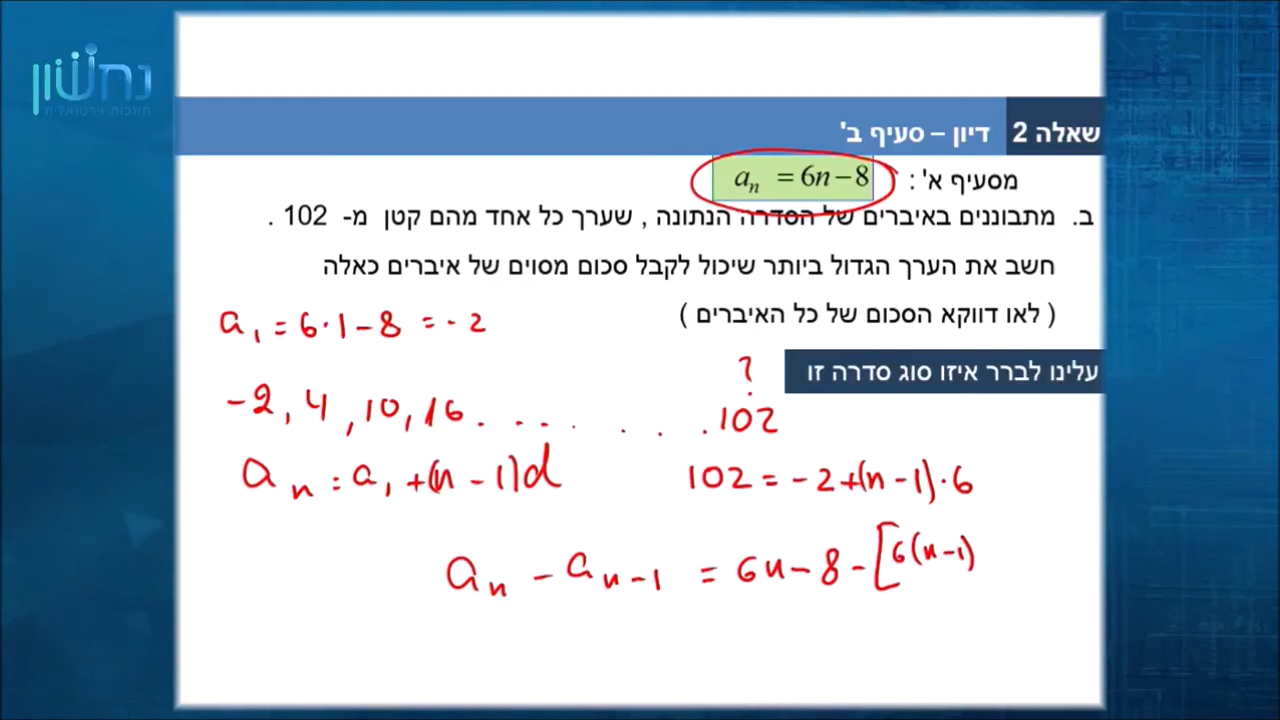 נחשון
חונכות וירטואלית
שאלה 2 דיון – סעיף ב'
מסעיף א' : aₙ = 6n−8
ב. מתבוננים באיברים של הסדרה הנתונה , שערך כל אחד מהם קטן מ- 102 .
חשב את הערך הגדול ביותר שיכול לקבל סכום מסוים של איברים כאלה
( לאו דווקא הסכום של כל האיברים )
a₁ = 6·1−8 = -2
עלינו לברר איזו סוג סדרה זו
?
-2, 4, 10, 16 . . . . . . . . 102
aₙ = a₁ + (n−1)d
102 = −2+(n−1)·6
aₙ − aₙ₋₁ = 6n−8−[6(n−1)